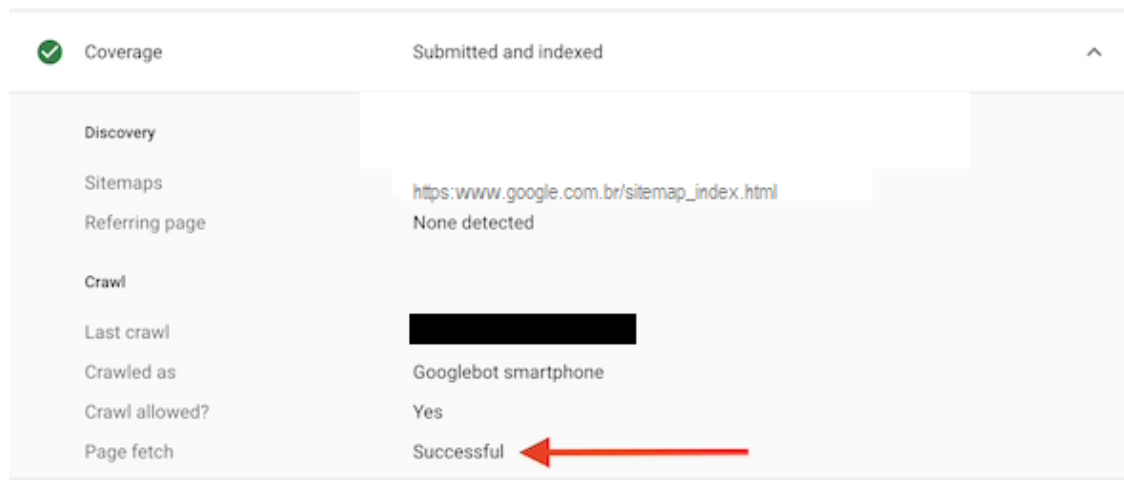 Coverage Submitted and indexed
Discovery
Sitemaps https:www.google.com.br/sitemap_index.html
Referring page None detected
Crawl
Last crawl
Crawled as Googlebot smartphone
Crawl allowed? Yes
Page fetch Successful